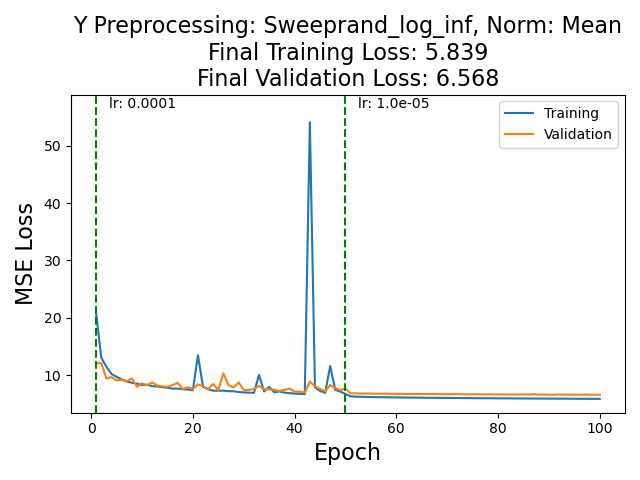 Y Preprocessing: Sweeprand_log_inf, Norm: Mean
Final Training Loss: 5.839
Final Validation Loss: 6.568
lr: 0.0001
lr: 1.0e-05
Training
Validation
MSE Loss
50
40
30
20
10
0
20
40
60
80
100
Epoch